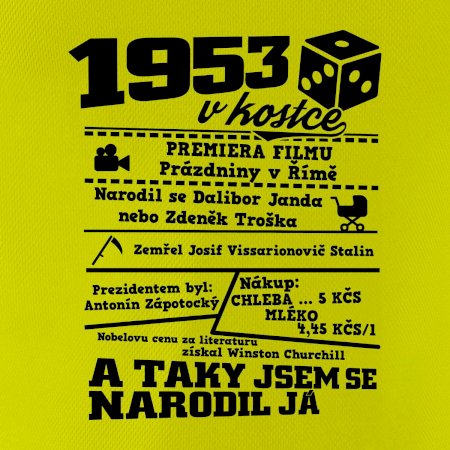 1953
v kostce
PREMIERA FILMU
Prázdniny v Římě
Narodil se Dalibor Janda
nebo Zdeněk Troška
Zemřel Josif Vissarionovič Stalin
Prezidentem byl:
Antonín Zápotocký
Nákup:
CHLEBA ... 5 KČS
MLÉKO
4,45 KČS/l
Nobelovu cenu za literaturu
získal Winston Churchill
A TAKY JSEM SE
NARODIL JÁ